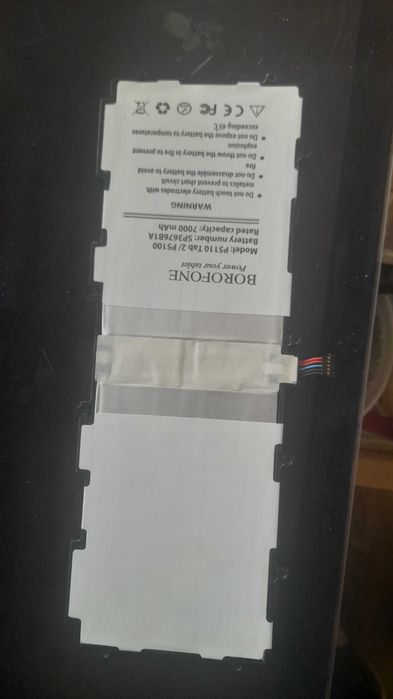 BOROFONE
Power your tablet
Model: P5110 Tab 2/ P5100
Battery number: SP3676B1A
Rated capacity: 7000 mAh
WARNING
Do not touch electrodes with
metallics to prevent short circuit
Do not disassemble the battery to avoid
fire
Do not throw the battery in fire to prevent
explosion
Do not expose the battery to temperatures
exceeding 45℃
CE FC